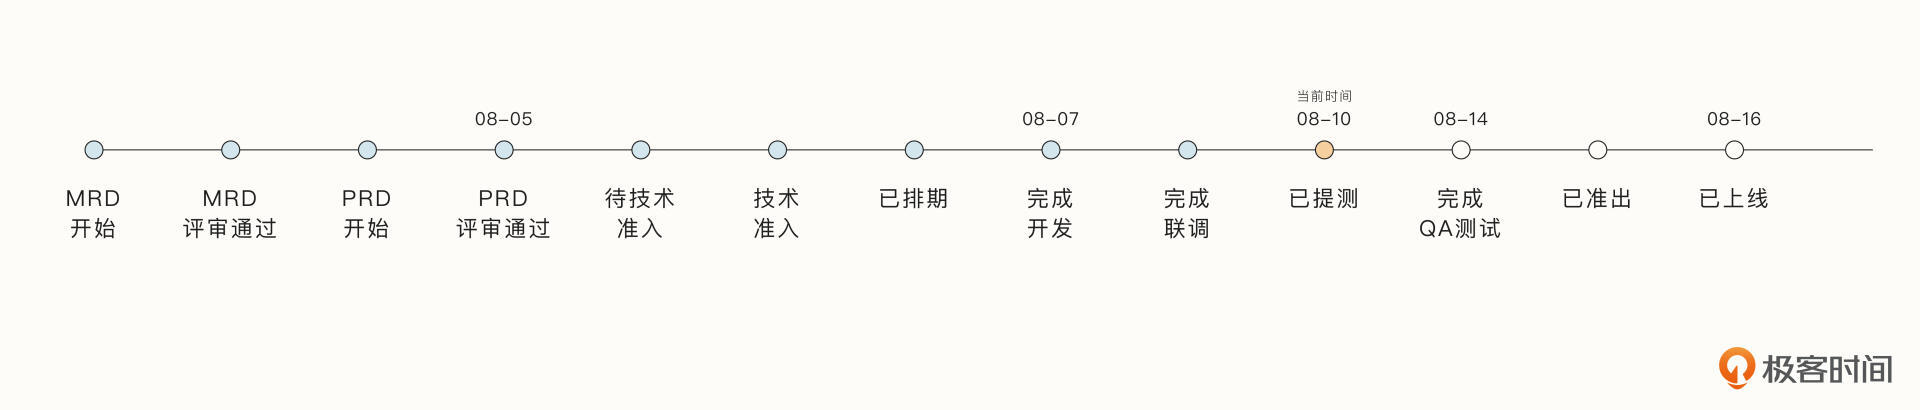 当前时间
08-05
08-07
08-10
08-14
08-16
MRD
开始
MRD
评审通过
PRD
开始
PRD
评审通过
待技术
准入
技术
准入
已排期
完成
开发
完成
联调
已提测
完成
QA测试
已准出
已上线
极客时间